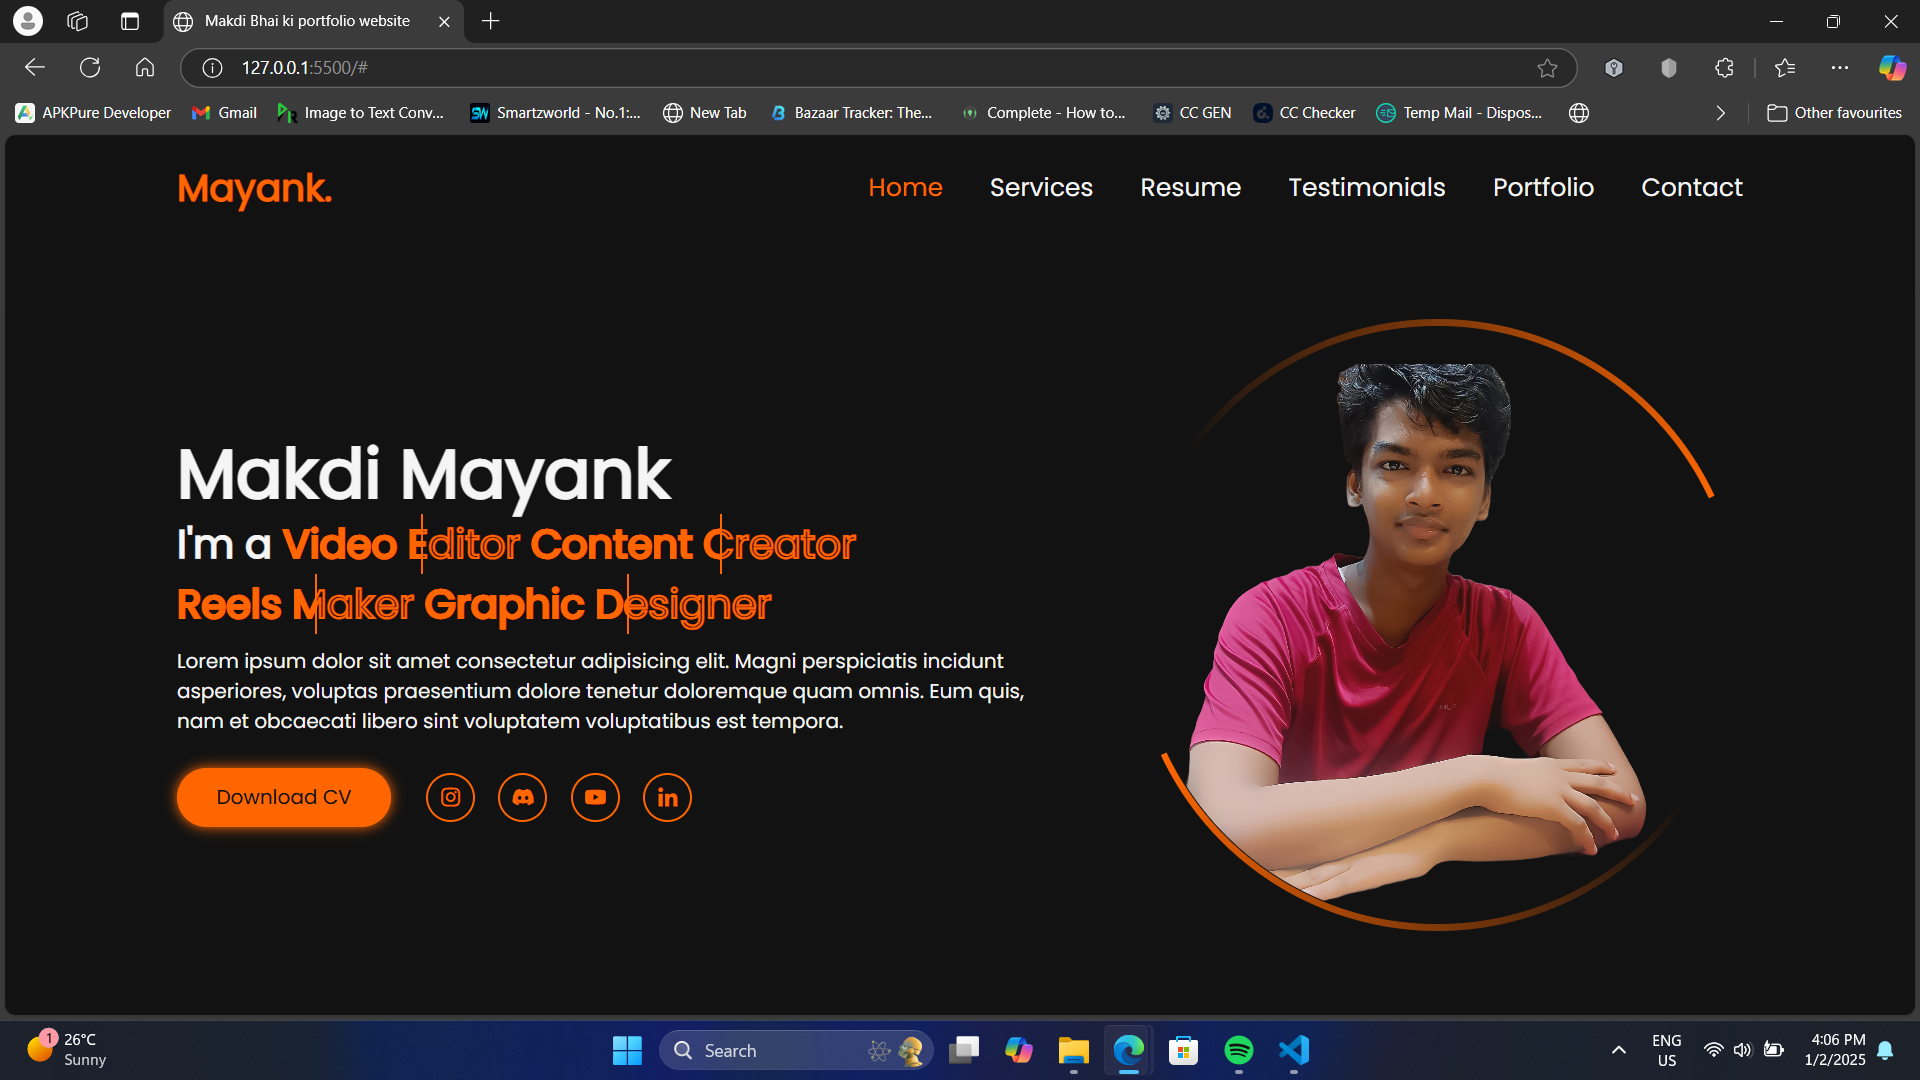 Makdi Bhai ki portfolio website
127.0.0.1:5500/#
APKPure Developer
Gmail
Image to Text Conv...
Smartzworld - No.1:...
New Tab
Bazaar Tracker: The...
Complete - How to...
CC GEN
CC Checker
Temp Mail - Dispos...
Other favourites
Mayank.
Home Services Resume Testimonials Portfolio Contact
Makdi Mayank
I'm a Video Editor Content Creator
Reels Maker Graphic Designer
Lorem ipsum dolor sit amet consectetur adipisicing elit. Magni perspiciatis incidunt
asperiores, voluptas praesentium dolore tenetur doloremque quam omnis. Eum quis,
nam et obcaecati libero sint voluptatem voluptatibus est tempora.
Download CV
1
26°C
Sunny
Search
ENG
US
4:06 PM
1/2/2025